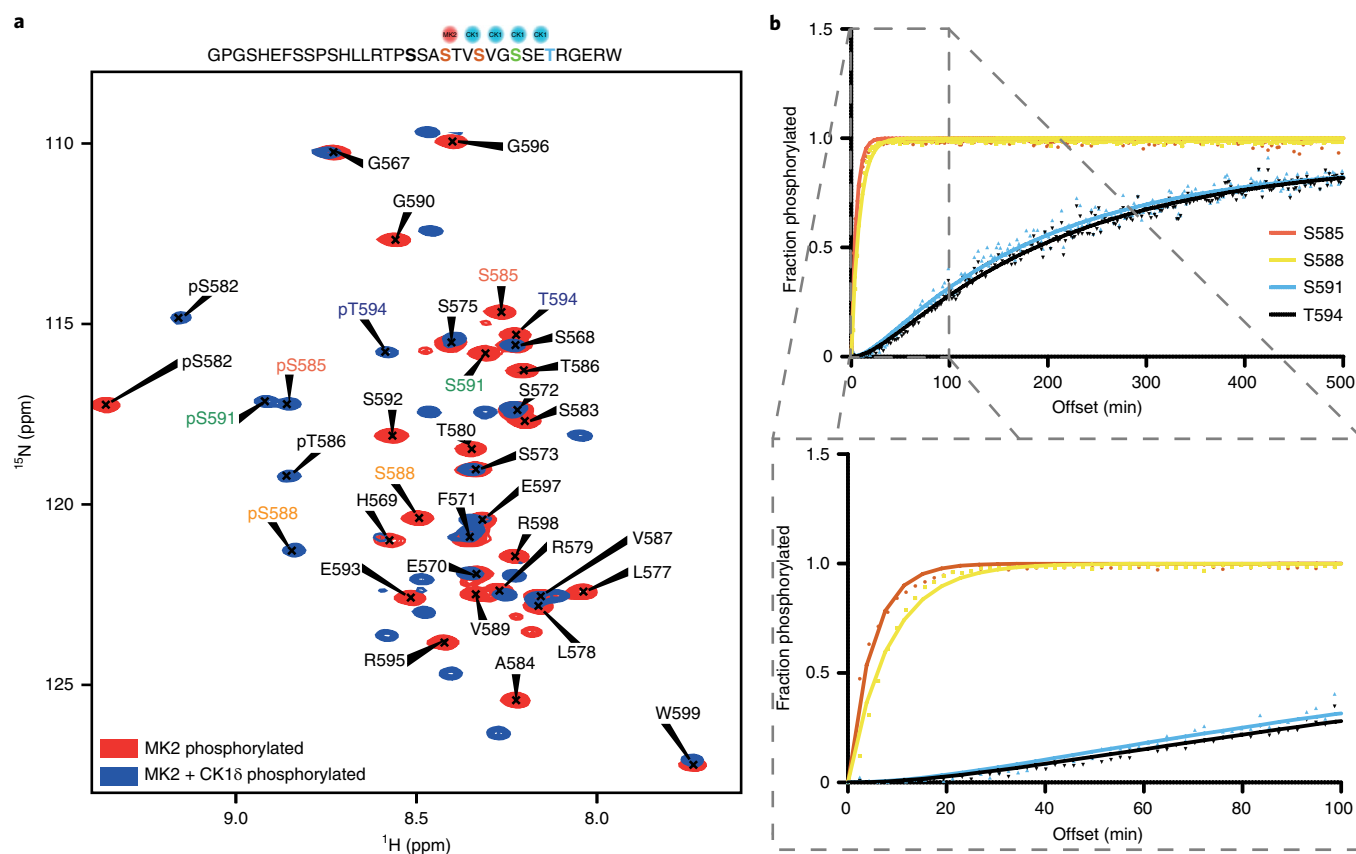 a
MK2 CK1 CK1 CK1 CK1
GPGSHEFSSPSHLLRTPSSASTVSVGSSETRGERW
110
115
120
125
15N (ppm)
9.0 8.5 8.0
1H (ppm)
G567
G596
G590
pS582
S585
S575
T594
pT594
S568
pS582
pS585
S591
T586
pS591
S592
S572
S583
T580
pT586
S573
S588
F571
E597
H569
pS588
R598
V587
R579
E593
E570
L577
V589
L578
R595
A584
W599
MK2 phosphorylated
MK2 + CK1δ phosphorylated
b
1.5
1.0
0.5
0
Fraction phosphorylated
S585
S588
S591
T594
0 100 200 300 400 500
Offset (min)
1.5
1.0
0.5
0
Fraction phosphorylated
0 20 40 60 80 100
Offset (min)